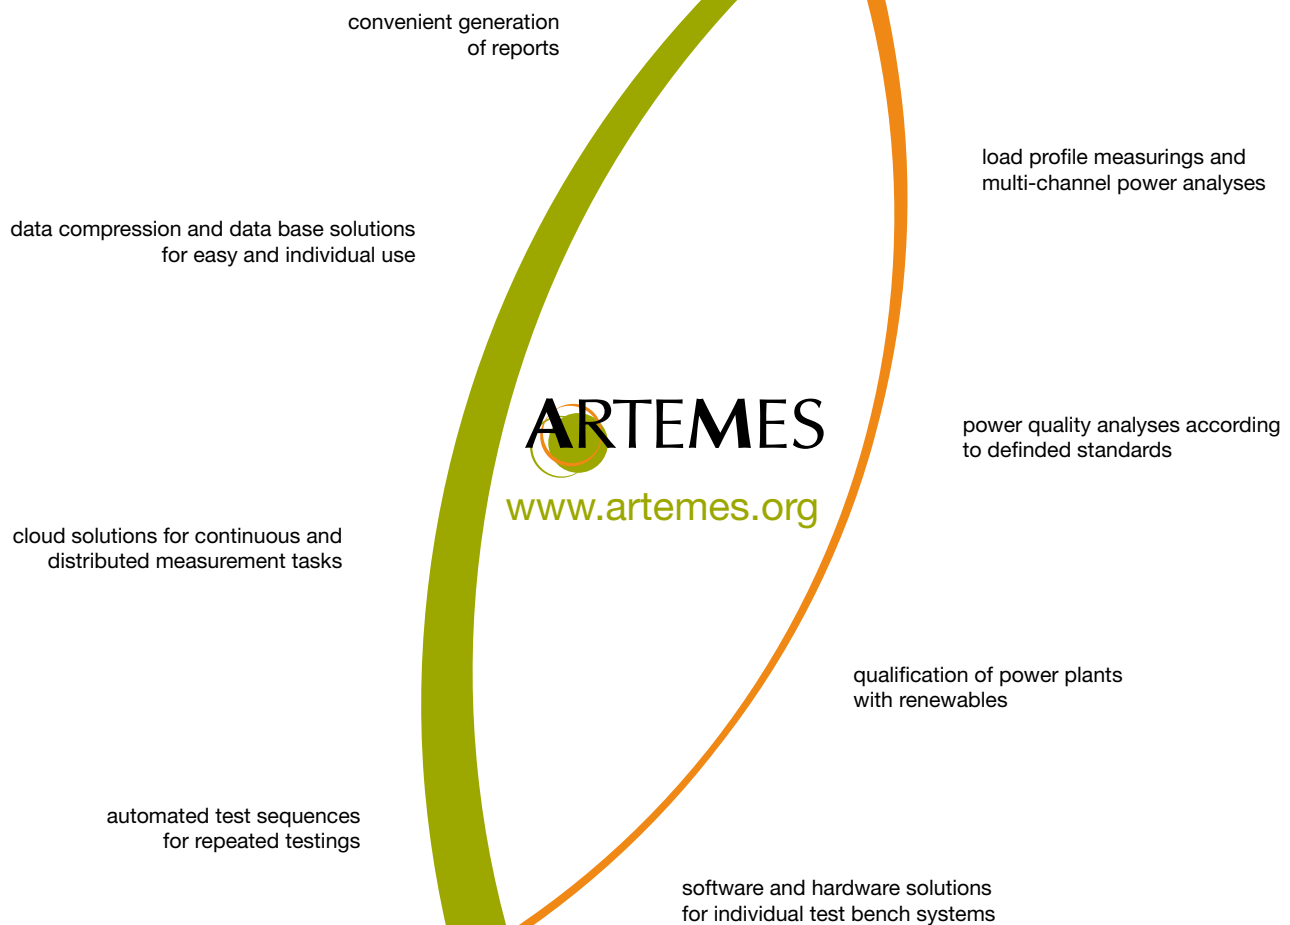 convenient generation
of reports
load profile measurings and
multi-channel power analyses
data compression and data base solutions
for easy and individual use
ARTEMES
www.artemes.org
power quality analyses according
to definded standards
cloud solutions for continuous and
distributed measurement tasks
qualification of power plants
with renewables
automated test sequences
for repeated testings
software and hardware solutions
for individual test bench systems